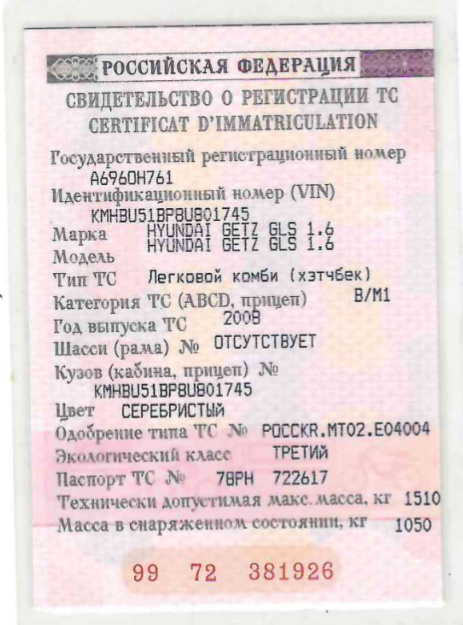 РОССИЙСКАЯ ФЕДЕРАЦИЯ
СВИДЕТЕЛЬСТВО О РЕГИСТРАЦИИ ТС
CERTIFICAT D'IMMATRICULATION
Государственный регистрационный номер
А696ОН761
Идентификационный номер (VIN)
KMHBU51BP8U801745
Марка HYUNDAI GETZ GLS 1.6
Модель HYUNDAI GETZ GLS 1.6
Тип ТС Легковой комби (хэтчбек)
Категория ТС (ABCD, прицеп) B/M1
Год выпуска ТС 2008
Шасси (рама) № ОТСУТСТВУЕТ
Кузов (кабина, прицеп) №
KMHBU51BP8U801745
Цвет СЕРЕБРИСТЫЙ
Одобрение типа ТС № POCCKR.MT02.E04004
Экологический класс ТРЕТИЙ
Паспорт ТС № 78РН 722617
Технически допустимая макс. масса, кг 1510
Масса в снаряженном состоянии, кг 1050
99 72 381926